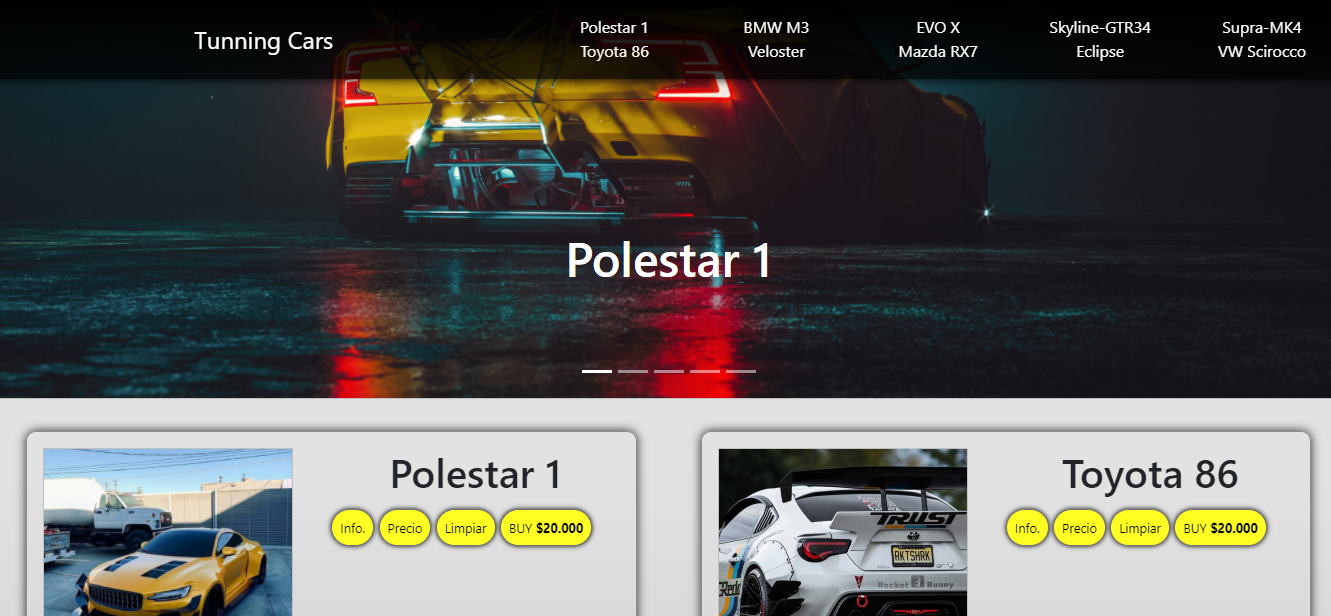 Tunning Cars
Polestar 1 BMW M3 EVO X Skyline-GTR34 Supra-MK4
Toyota 86 Veloster Mazda RX7 Eclipse VW Scirocco
Polestar 1
Polestar 1
Info. Precio Limpiar BUY $20.000
Toyota 86
Info. Precio Limpiar BUY $20.000
TRUST
RKTSHRK
Rocket Bunny